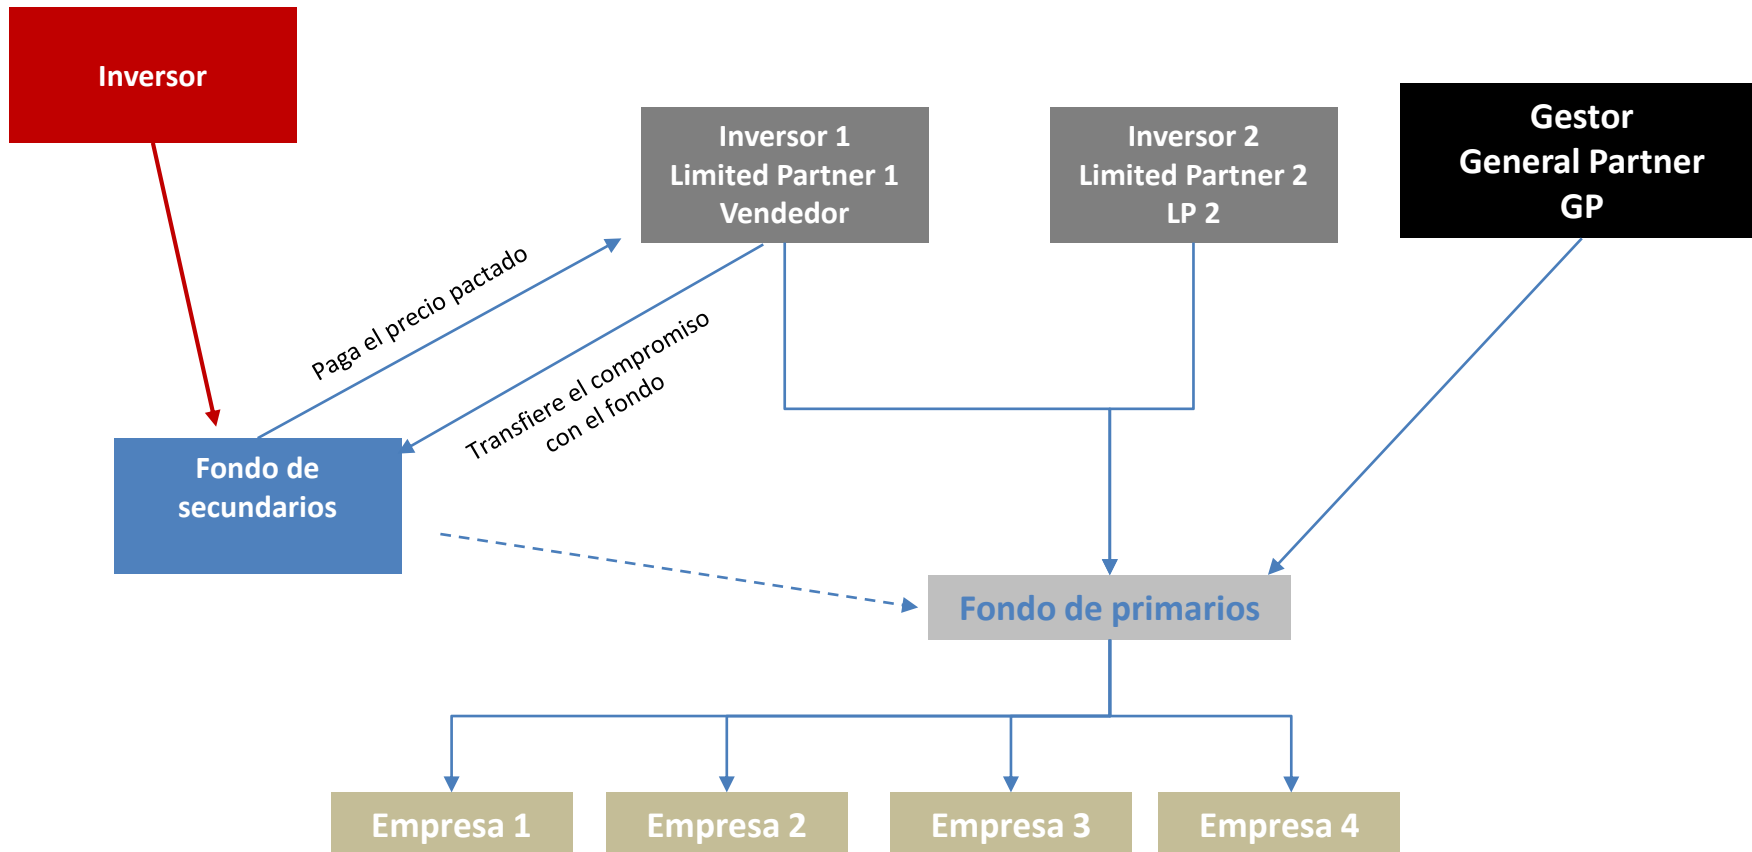 Inversor
Inversor 1
Limited Partner 1
Vendedor
Inversor 2
Limited Partner 2
LP 2
Gestor
General Partner
GP
Paga el precio pactado
Transfiere el compromiso
con el fondo
Fondo de
secundarios
Fondo de primarios
Empresa 1
Empresa 2
Empresa 3
Empresa 4